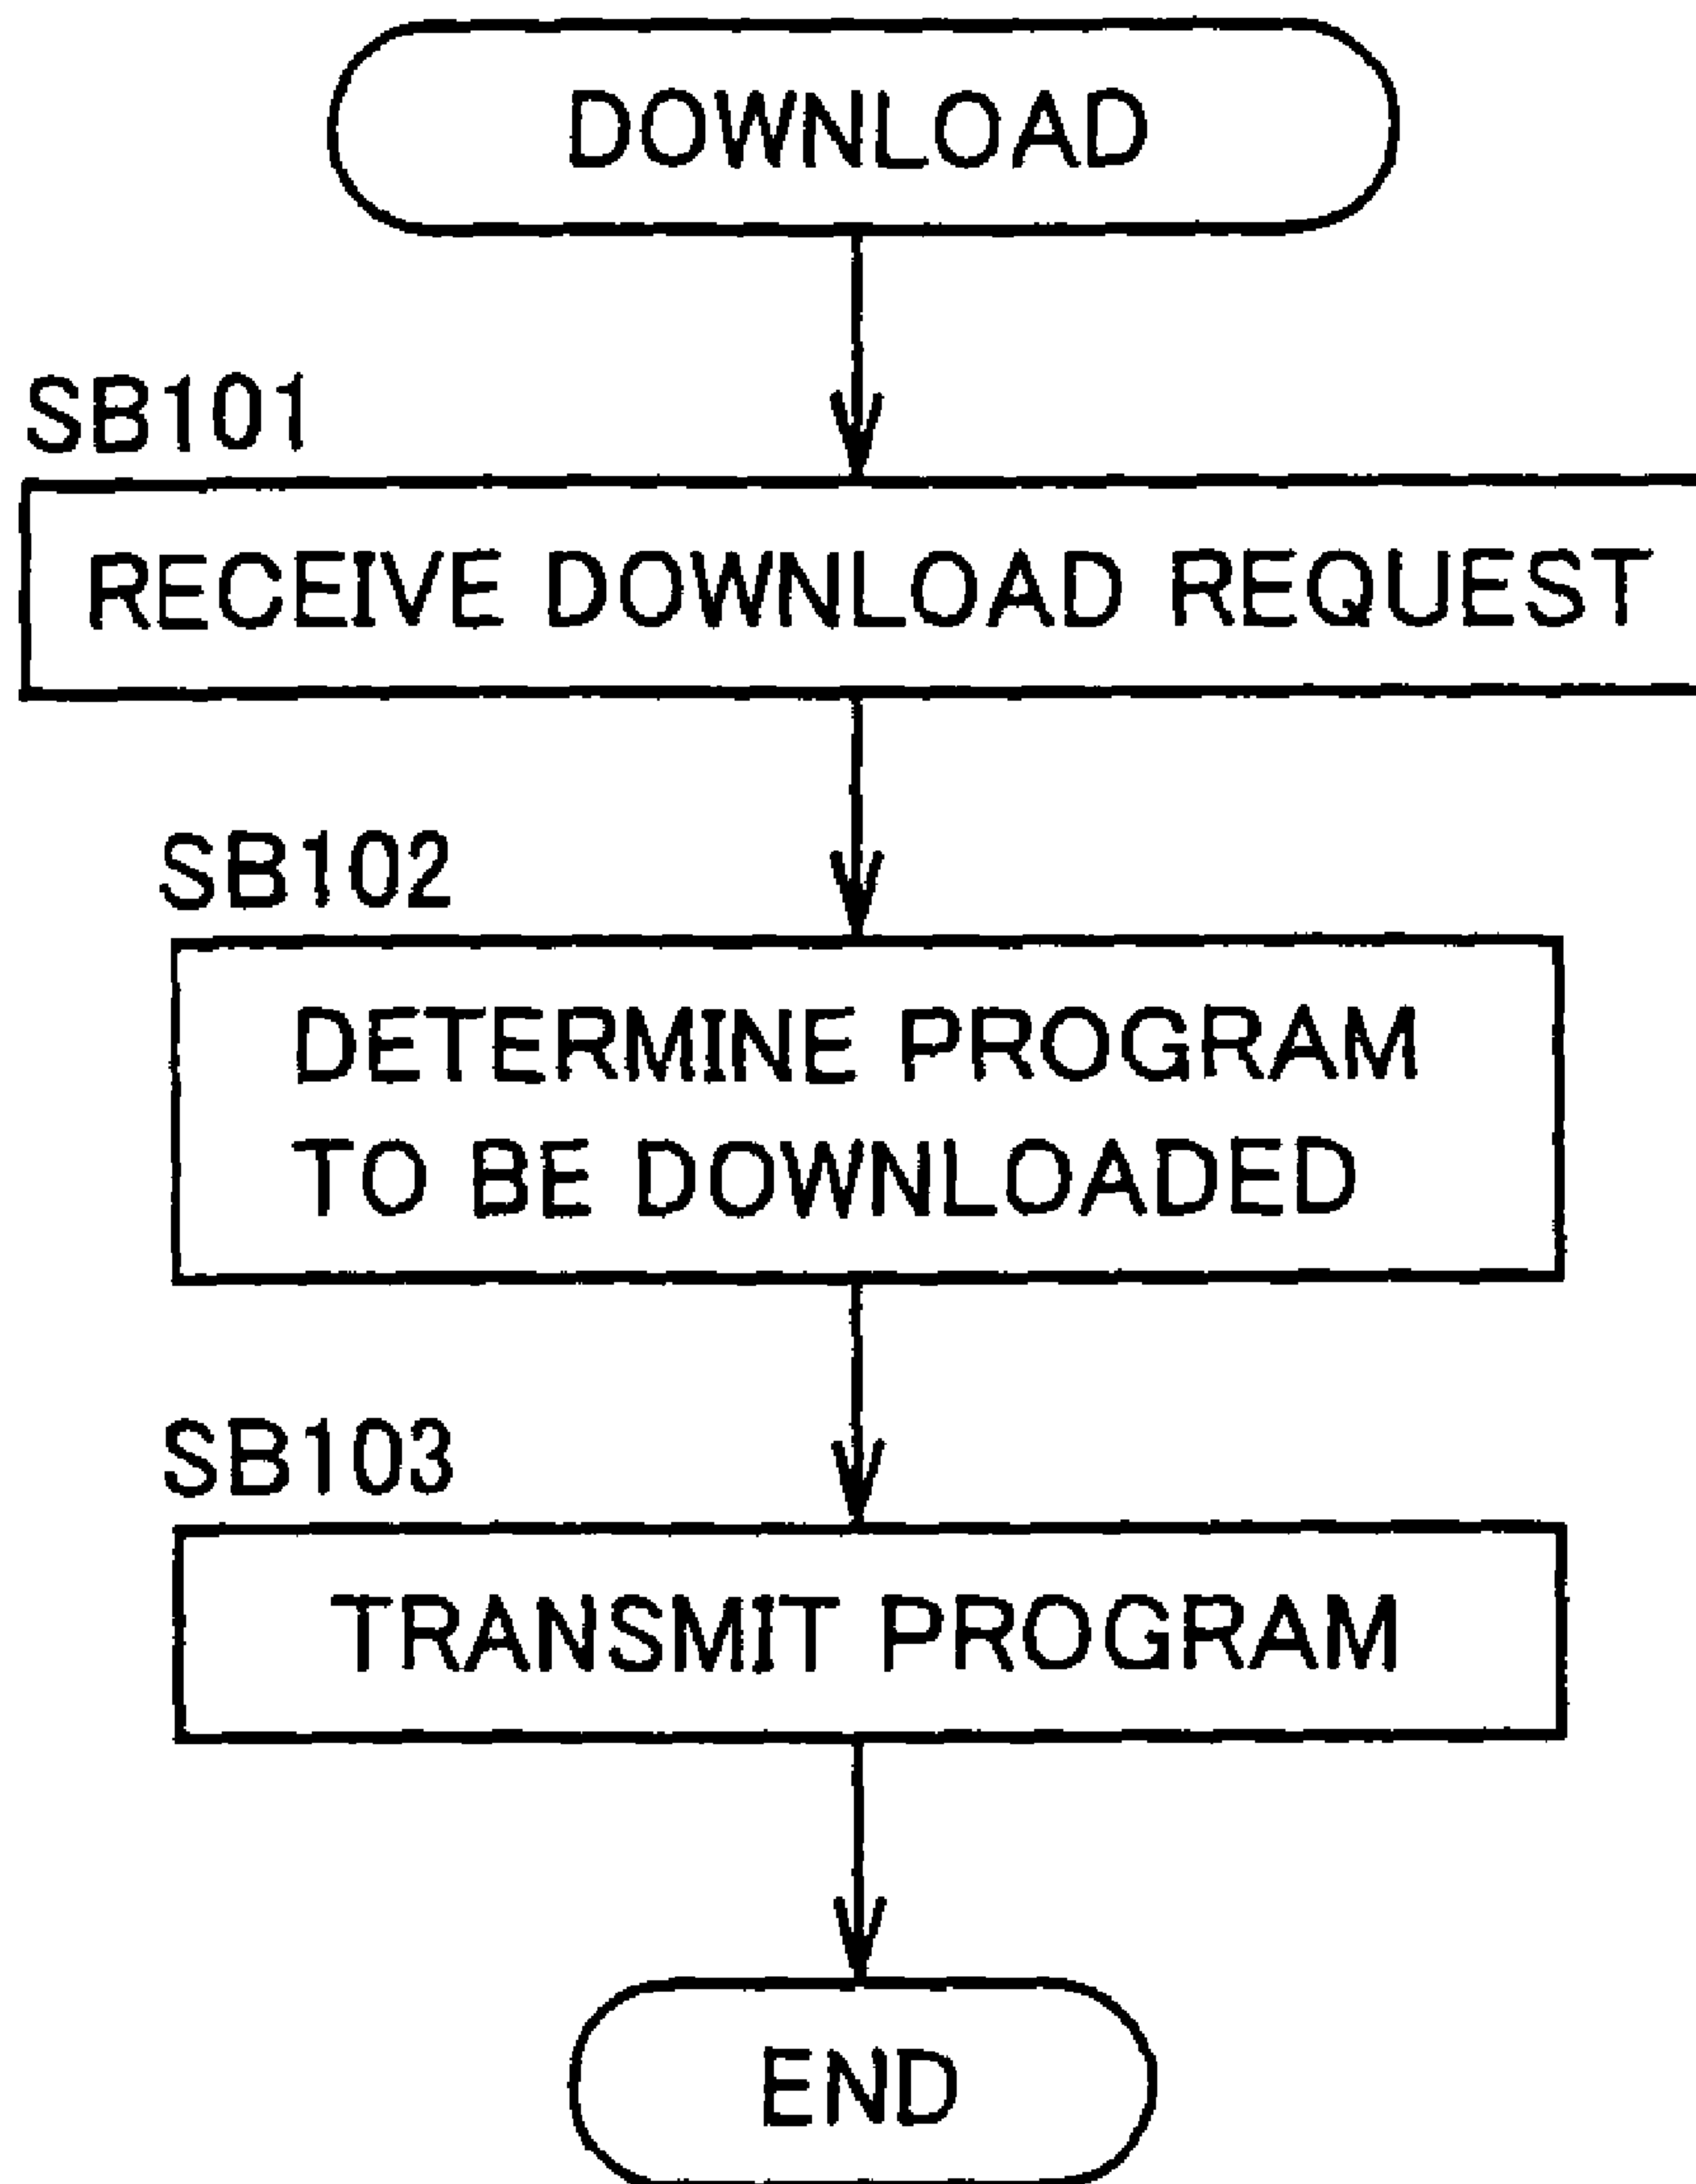 DOWNLOAD
SB101
RECEIVE DOWNLOAD REQUEST
SB102
DETERMINE PROGRAM
TO BE DOWNLOADED
SB103
TRANSMIT PROGRAM
END